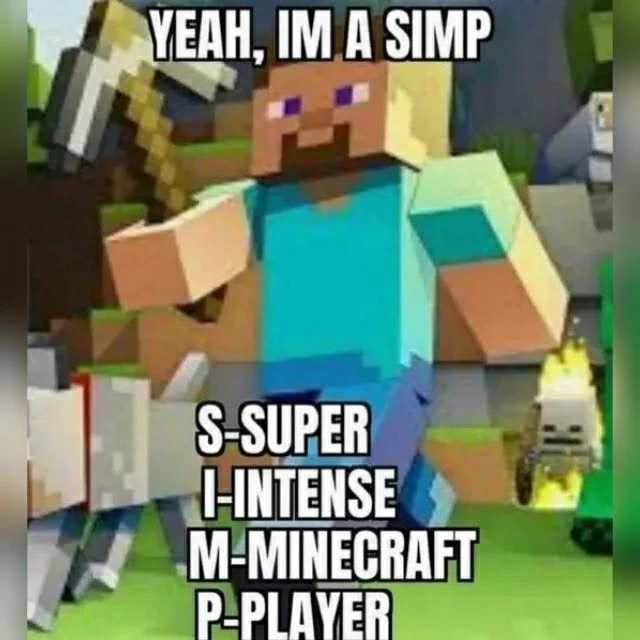 YEAH, IM A SIMP
S-SUPER
I-INTENSE
M-MINECRAFT
P-PLAYER